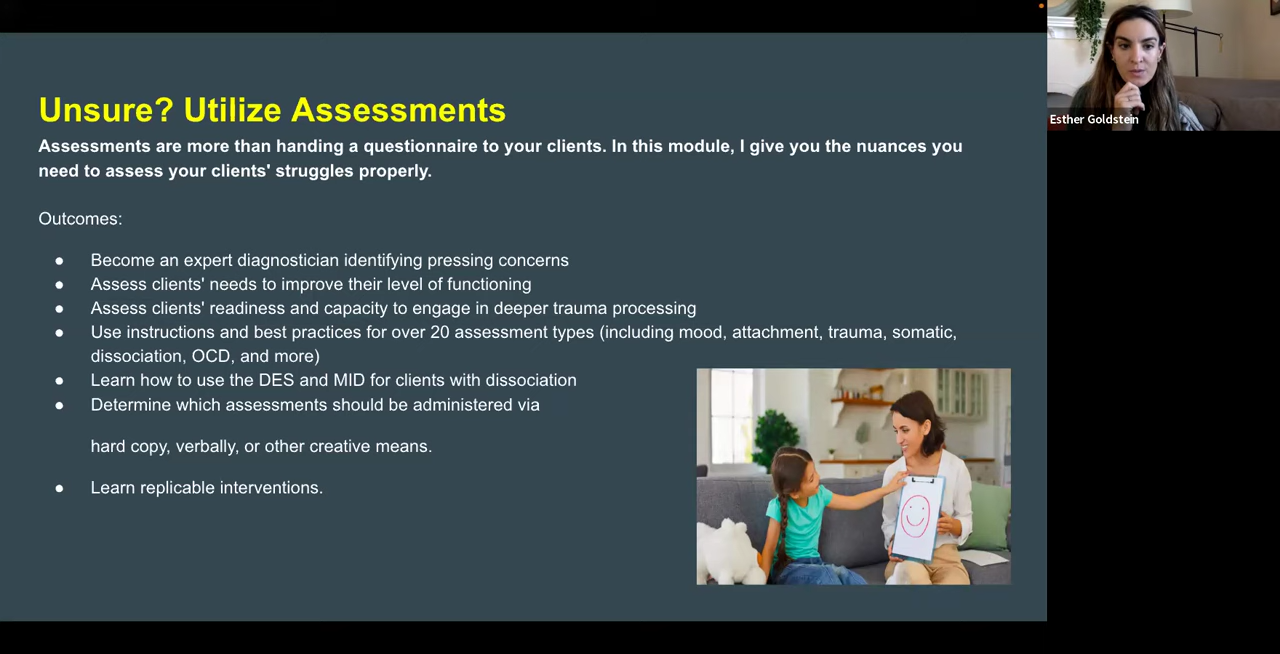 Unsure? Utilize Assessments
Assessments are more than handing a questionnaire to your clients. In this module, I give you the nuances you
need to assess your clients' struggles properly.
Outcomes:
● Become an expert diagnostician identifying pressing concerns
● Assess clients' needs to improve their level of functioning
● Assess clients' readiness and capacity to engage in deeper trauma processing
● Use instructions and best practices for over 20 assessment types (including mood, attachment, trauma, somatic,
dissociation, OCD, and more)
● Learn how to use the DES and MID for clients with dissociation
● Determine which assessments should be administered via
hard copy, verbally, or other creative means.
● Learn replicable interventions.
Esther Goldstein